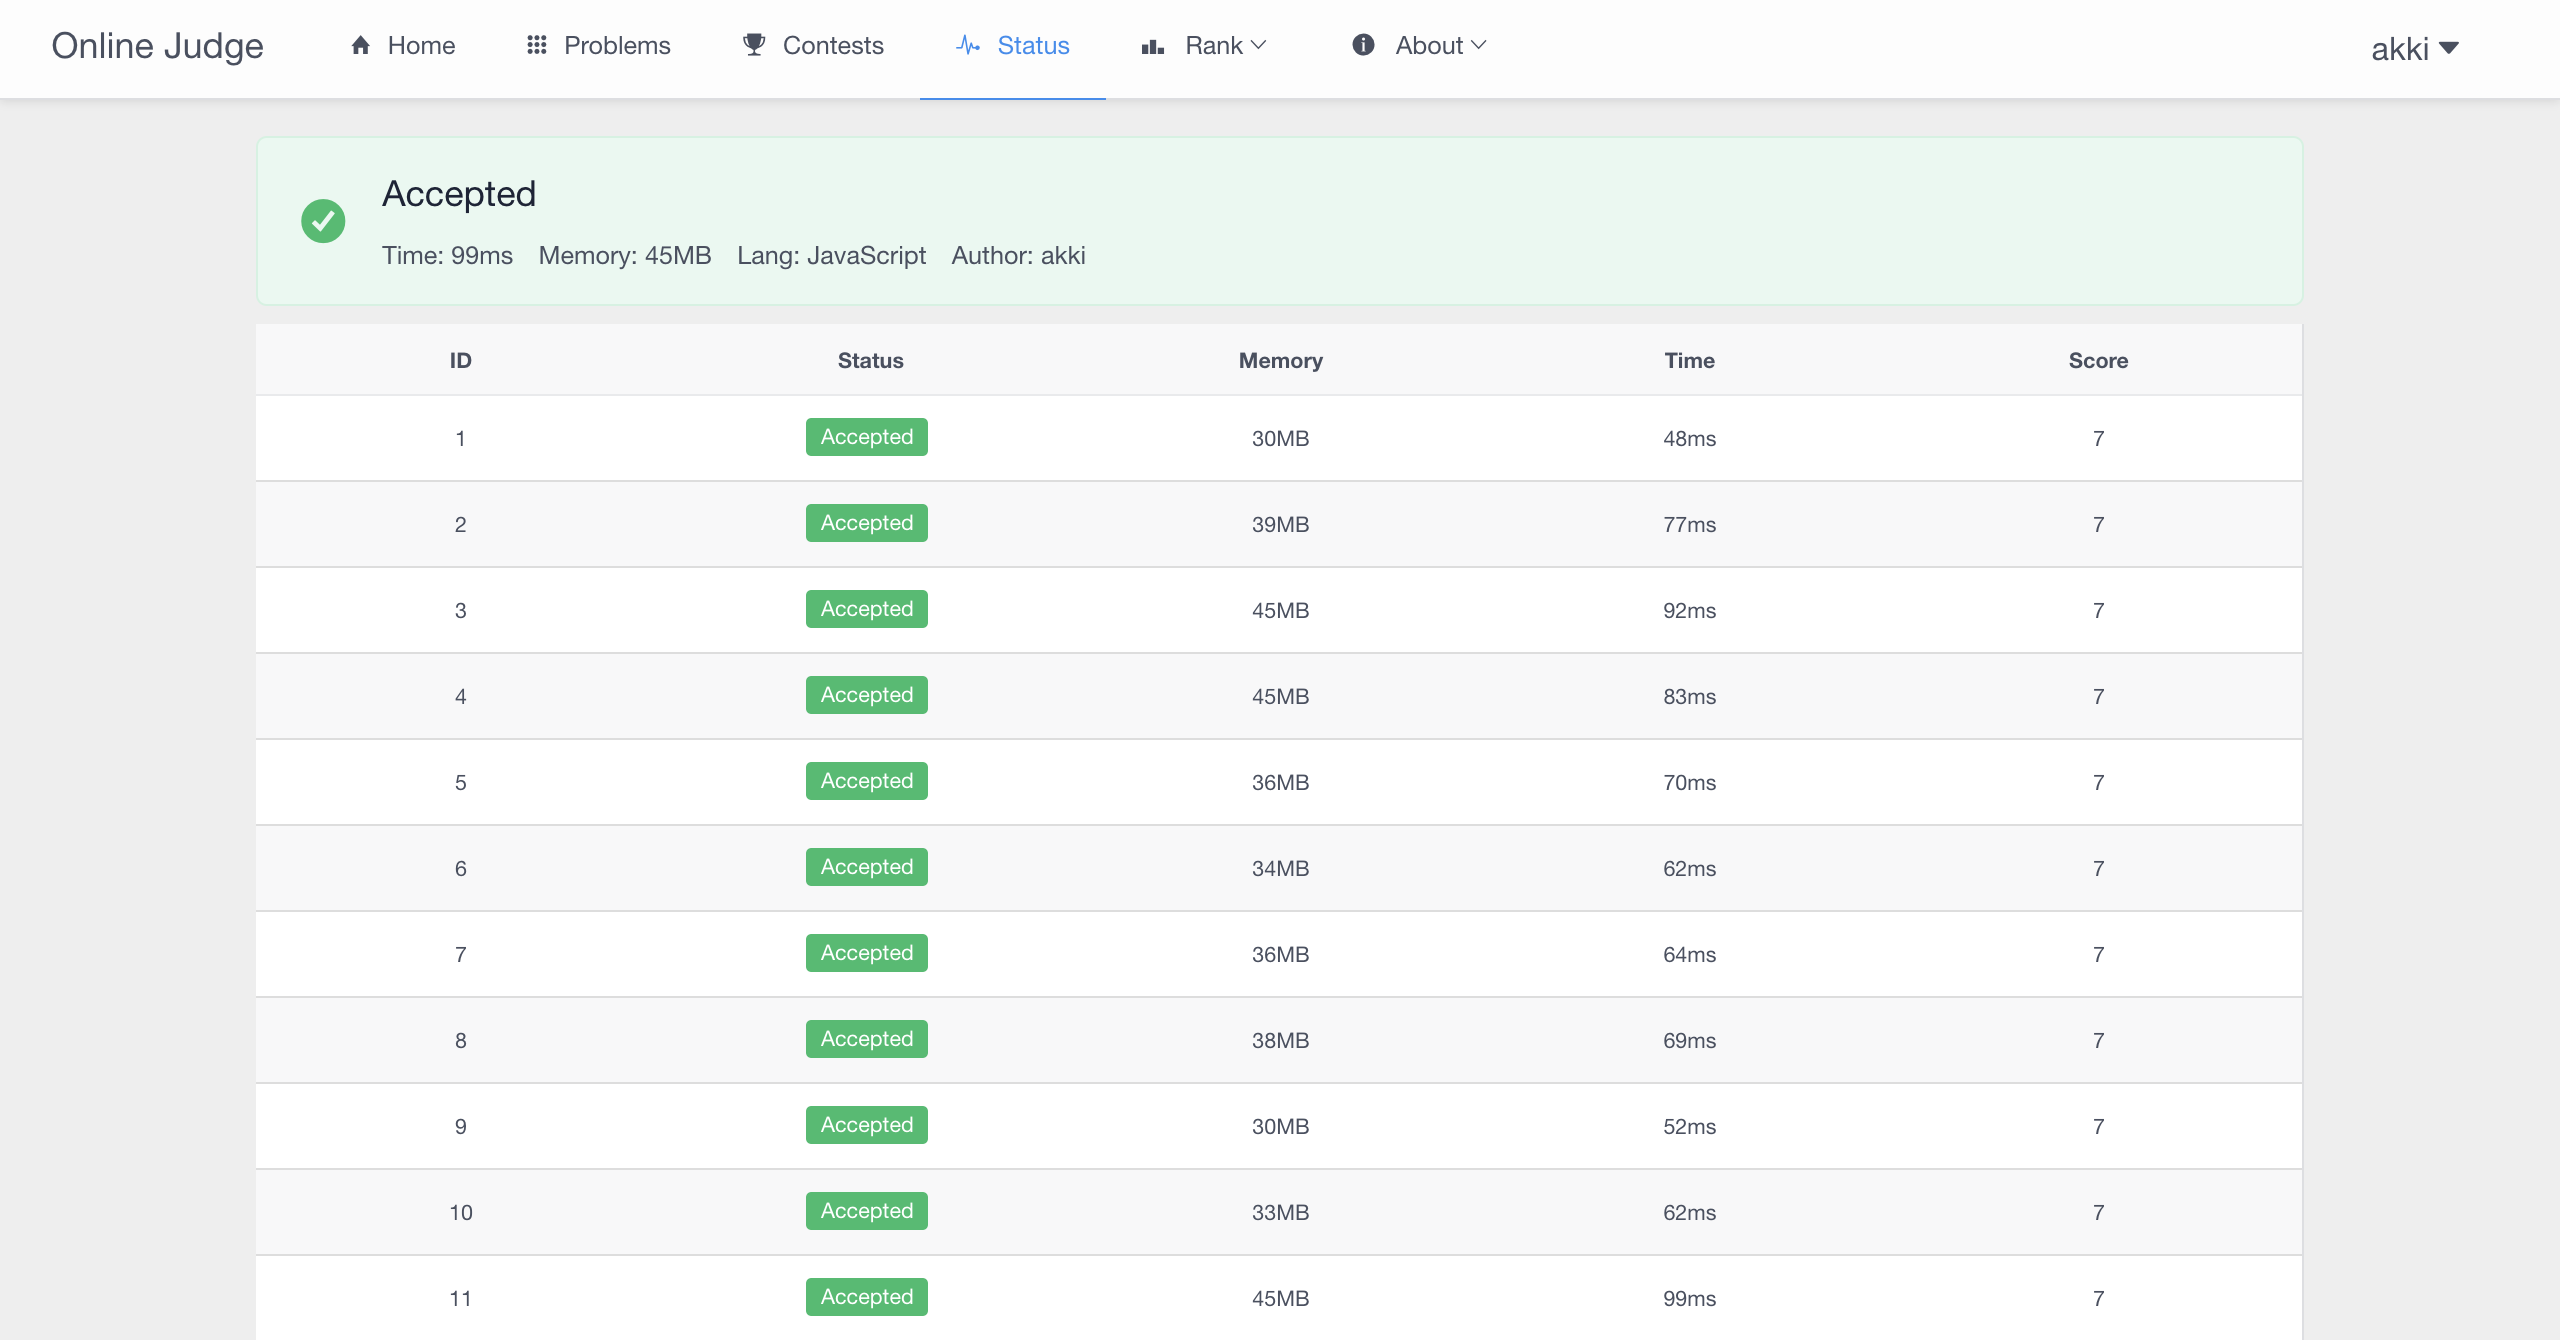 Online Judge Home Problems Contests Status Rank About akki
Accepted
Time: 99ms Memory: 45MB Lang: JavaScript Author: akki
ID Status Memory Time Score
1 Accepted 30MB 48ms 7
2 Accepted 39MB 77ms 7
3 Accepted 45MB 92ms 7
4 Accepted 45MB 83ms 7
5 Accepted 36MB 70ms 7
6 Accepted 34MB 62ms 7
7 Accepted 36MB 64ms 7
8 Accepted 38MB 69ms 7
9 Accepted 30MB 52ms 7
10 Accepted 33MB 62ms 7
11 Accepted 45MB 99ms 7